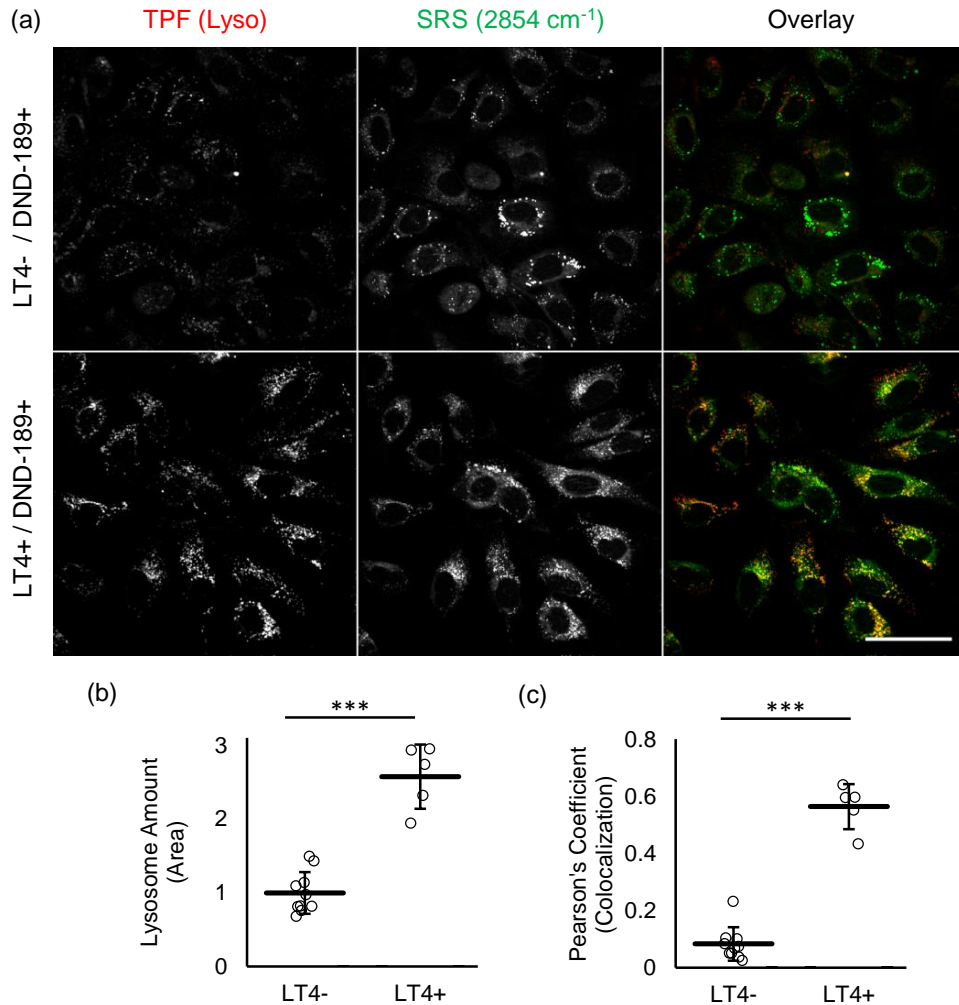 (a) TPF (Lyso) SRS (2854 cm⁻¹) Overlay
LT4- / DND-189+
LT4+ / DND-189+
(b)
***
Lysosome Amount
(Area)
3
2
1
0
LT4- LT4+
(c)
***
Pearson's Coefficient
(Colocalization)
0.8
0.6
0.4
0.2
0
LT4- LT4+